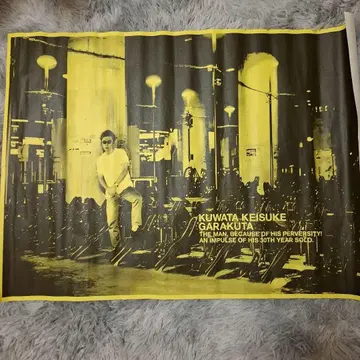 KUWATA KEISUKE
GARAKUTA
THE MAN, BECAUSE OF HIS PERVERSITY!
AN IMPULSE OF HIS 30TH YEAR SOLO.